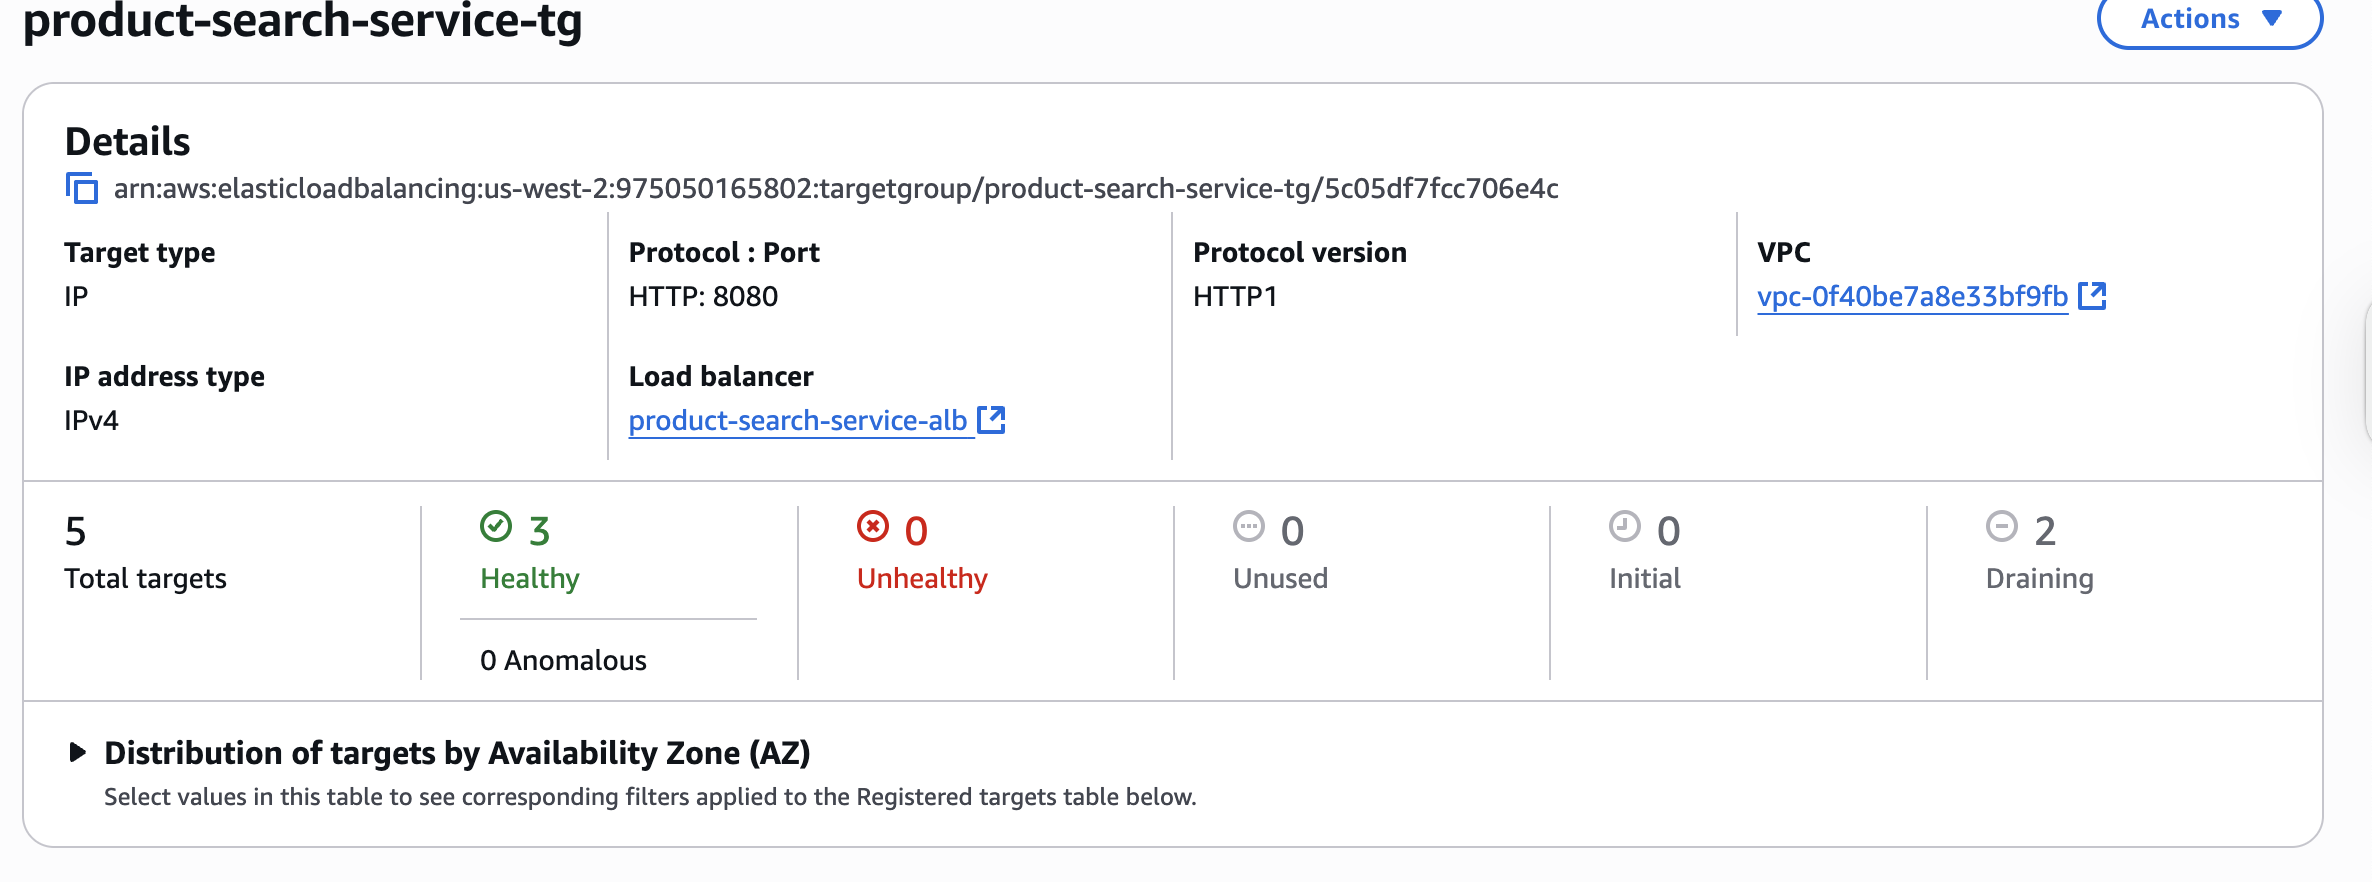 product-search-service-tg
Actions
Details
arn:aws:elasticloadbalancing:us-west-2:975050165802:targetgroup/product-search-service-tg/5c05df7fcc706e4c
Target type
IP
Protocol : Port
HTTP: 8080
Protocol version
HTTP1
VPC
vpc-0f40be7a8e33bf9fb
IP address type
IPv4
Load balancer
product-search-service-alb
5
Total targets
3
Healthy
0 Anomalous
0
Unhealthy
0
Unused
0
Initial
2
Draining
Distribution of targets by Availability Zone (AZ)
Select values in this table to see corresponding filters applied to the Registered targets table below.